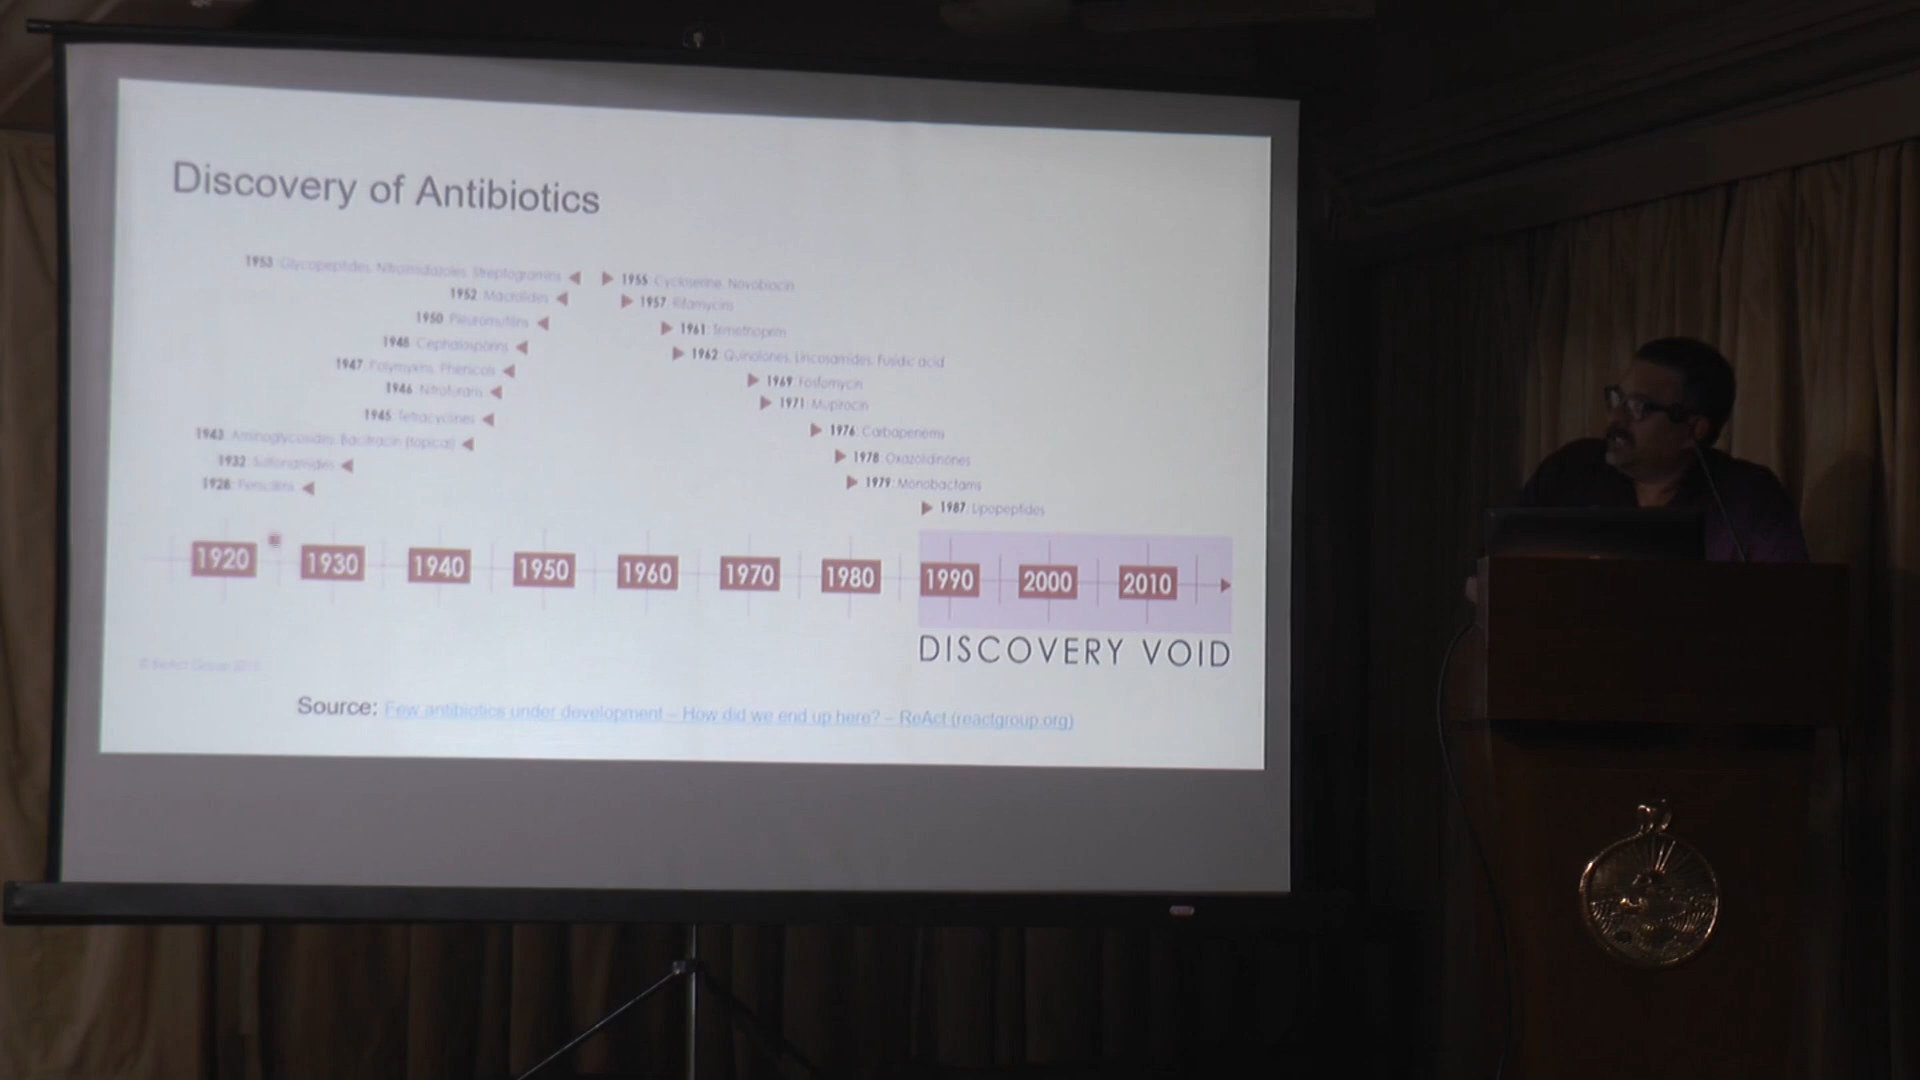 Discovery of Antibiotics
1953: Glycopeptides, Nitroimidazoles, Streptogramins
1952: Macrolides
1950: Pleuromutilins
1948: Cephalosporins
1947: Polymyxins, Phenicols
1946: Nitrofurans
1945: Tetracyclines
1943: Aminoglycosides, Bacitracin (topical)
1932: Sulfonamides
1928: Penicillins
1955: Cycloserine, Novobiocin
1957: Rifamycins
1961: Trimethoprim
1962: Quinolones, Lincosamides, Fusidic acid
1969: Fosfomycin
1971: Mupirocin
1976: Carbapenems
1978: Oxazolidinones
1979: Monobactams
1987: Lipopeptides
1920 1930 1940 1950 1960 1970 1980 1990 2000 2010
DISCOVERY VOID
© ReAct Group
Source: Few antibiotics under development – How did we end up here? – ReAct (reactgroup.org)